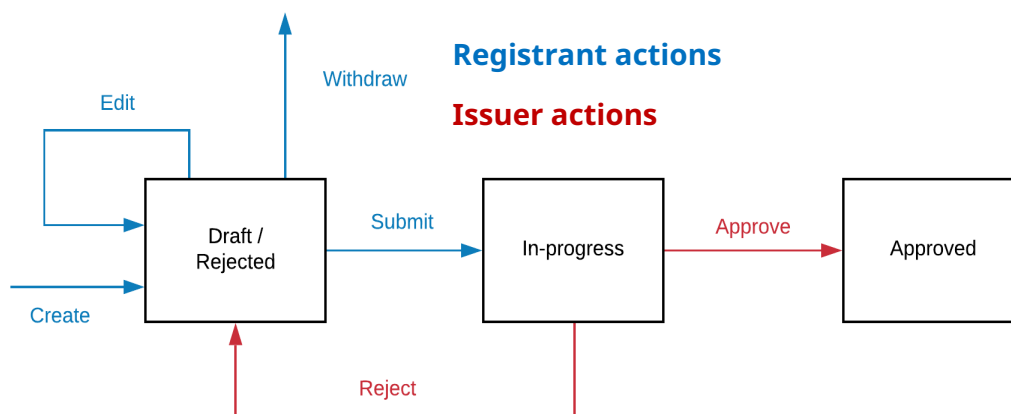 Registrant actions
Withdraw
Edit
Issuer actions
Submit
Approve
Draft /
Rejected
In-progress
Approved
Create
Reject